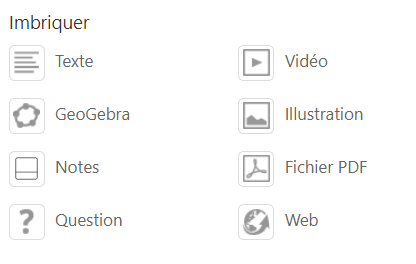 Imbriquer
Texte
Vidéo
GeoGebra
Illustration
Notes
Fichier PDF
Question
Web